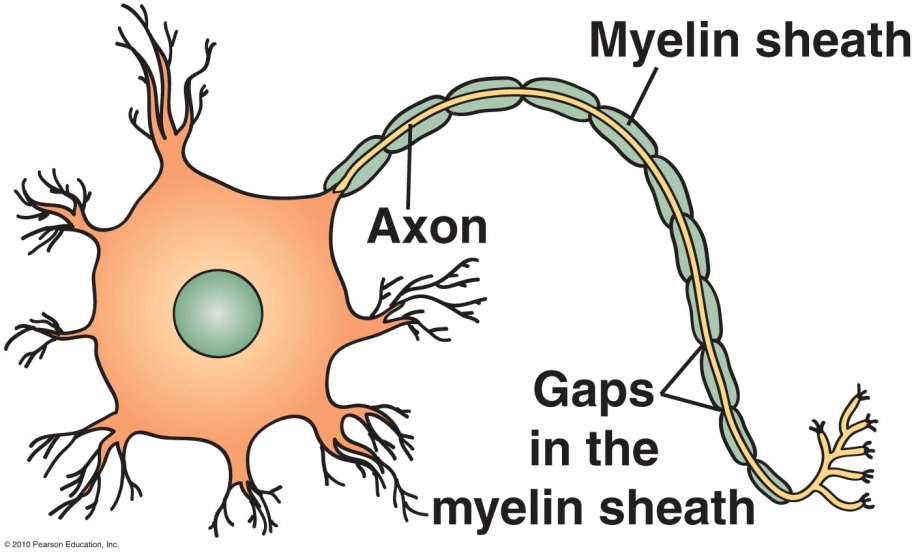 Myelin sheath
Axon
Gaps
in the
myelin sheath
© 2010 Pearson Education, Inc.